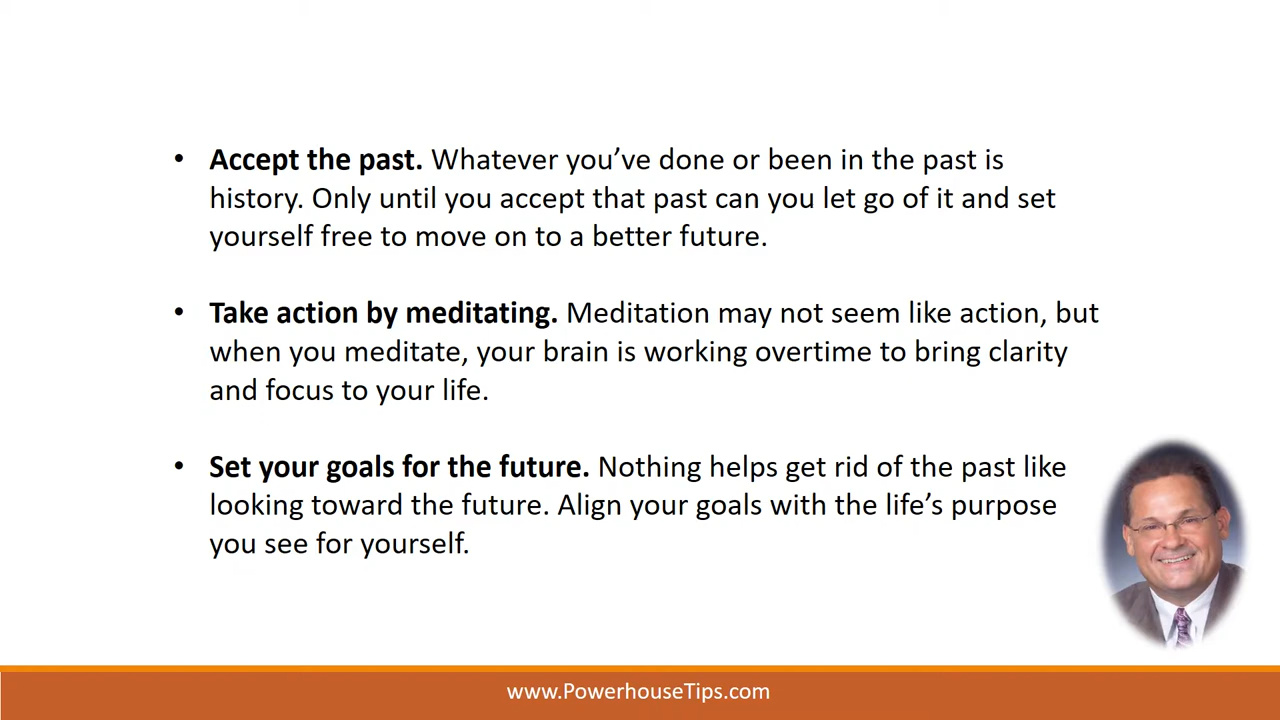 • Accept the past. Whatever you’ve done or been in the past is
history. Only until you accept that past can you let go of it and set
yourself free to move on to a better future.
• Take action by meditating. Meditation may not seem like action, but
when you meditate, your brain is working overtime to bring clarity
and focus to your life.
• Set your goals for the future. Nothing helps get rid of the past like
looking toward the future. Align your goals with the life’s purpose
you see for yourself.
www.PowerhouseTips.com